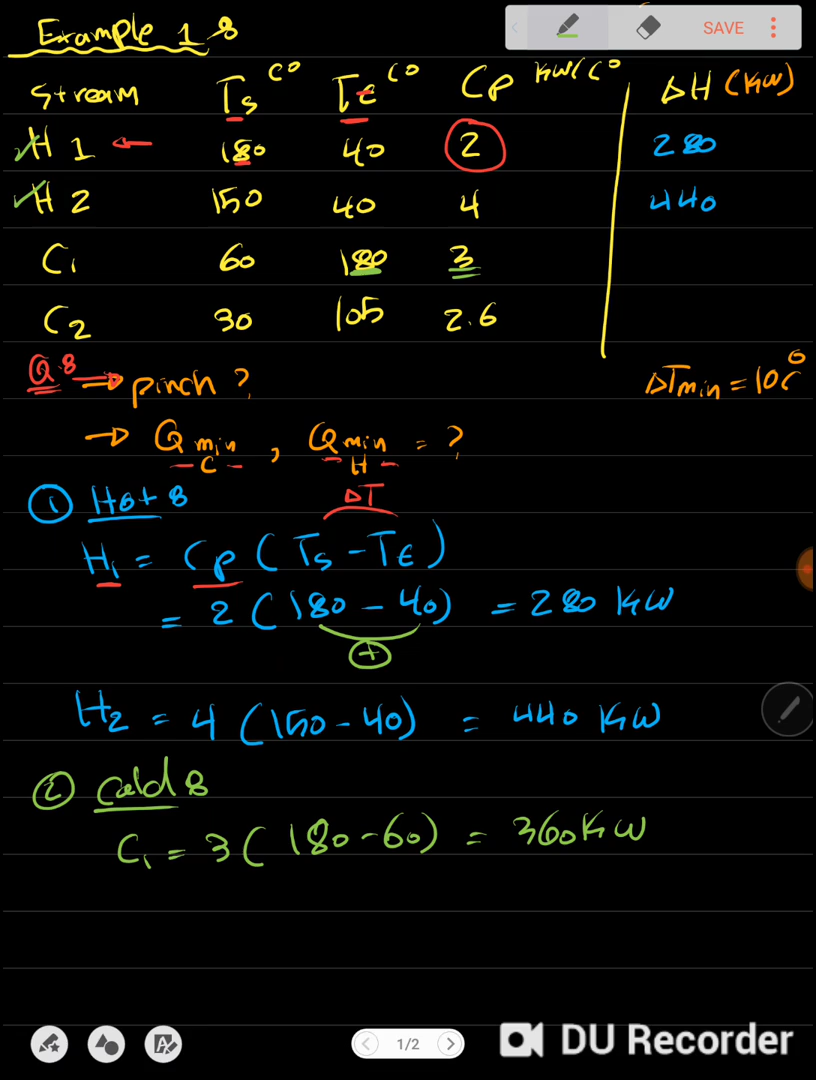 Example 1 :
SAVE
Stream Ts C° Tt C° Cp KW/C° ΔH (KW)
H 1 ← 180 40 2 280
H 2 150 40 4 440
C1 60 180 3
C2 30 105 2.6
Q : → pinch ? ΔTmin = 10C°
→ Qmin C , Qmin H = ?
① Hot : ΔT
H1 = Cp ( Ts - Tt )
= 2 ( 180 - 40 ) = 280 KW
+
H2 = 4 ( 150 - 40 ) = 440 KW
② Cold :
C1 = 3 ( 180 - 60 ) = 360 KW
1/2
DU Recorder